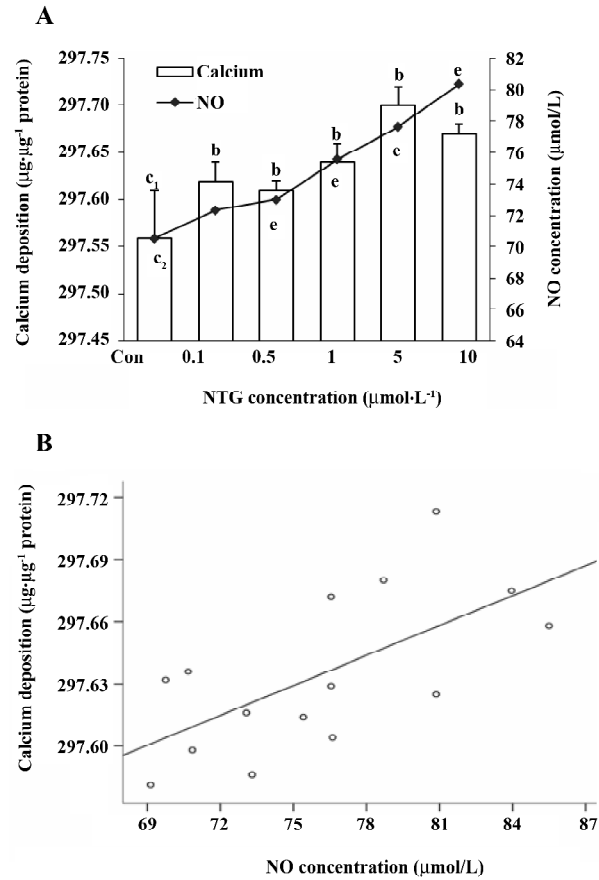 A
297.75
297.70
297.65
297.60
297.55
297.50
297.45
Calcium deposition (µg·µg⁻¹ protein)
Calcium
NO
82
80
78
76
74
72
70
68
66
64
NO concentration (µmol/L)
c₁
c₂
b
b
e
b
e
b
c
e
b
Con 0.1 0.5 1 5 10
NTG concentration (µmol·L⁻¹)
B
297.72
297.69
297.66
297.63
297.60
Calcium deposition (µg·µg⁻¹ protein)
69 72 75 78 81 84 87
NO concentration (µmol/L)